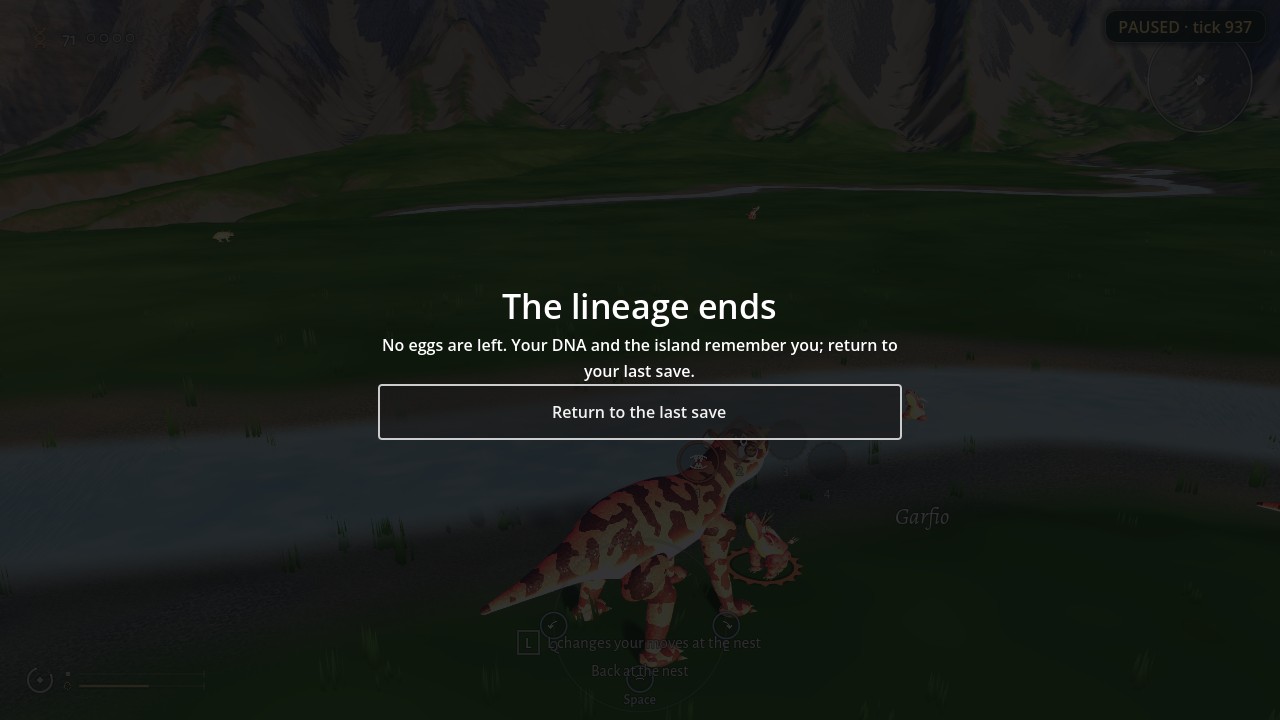 PAUSED · tick 937
71
The lineage ends
No eggs are left. Your DNA and the island remember you; return to
your last save.
Return to the last save
4
Garfio
L changes your moves at the nest
Back at the nest
Space